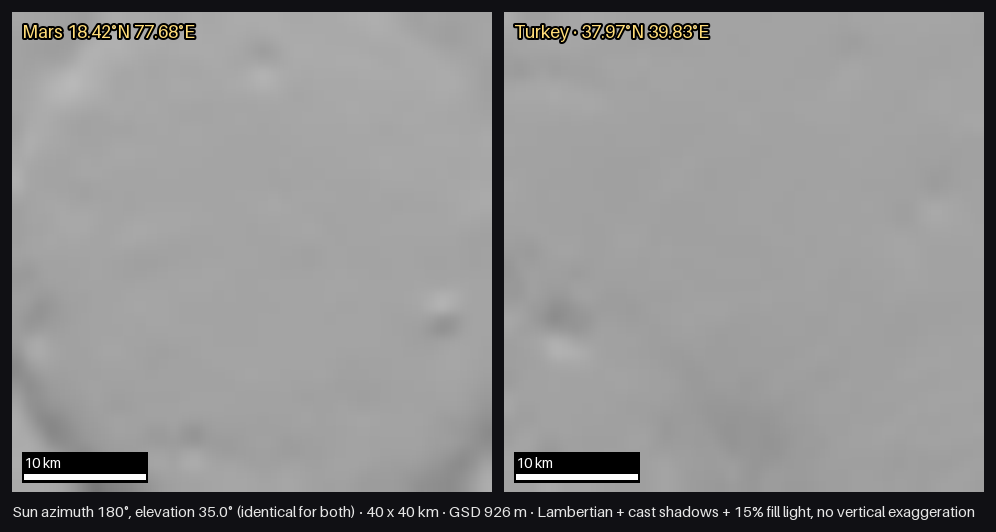 Mars 18.42°N 77.68°E
Turkey · 37.97°N 39.83°E
10 km
10 km
Sun azimuth 180°, elevation 35.0° (identical for both) · 40 x 40 km · GSD 926 m · Lambertian + cast shadows + 15% fill light, no vertical exaggeration